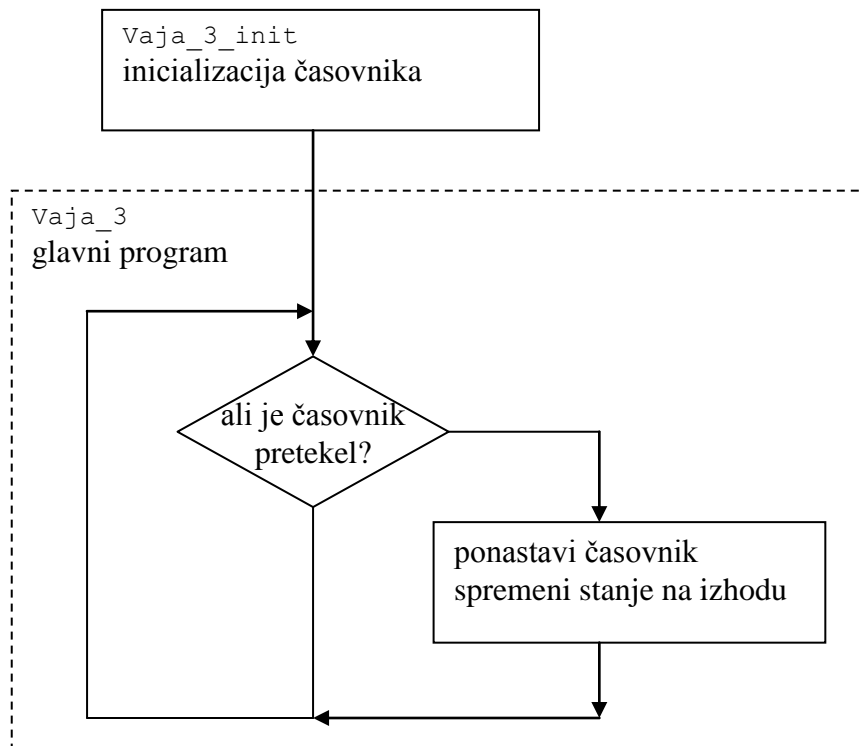 Vaja_3_init
inicializacija časovnika
Vaja_3
glavni program
ali je časovnik
pretekel?
ponastavi časovnik
spremeni stanje na izhodu